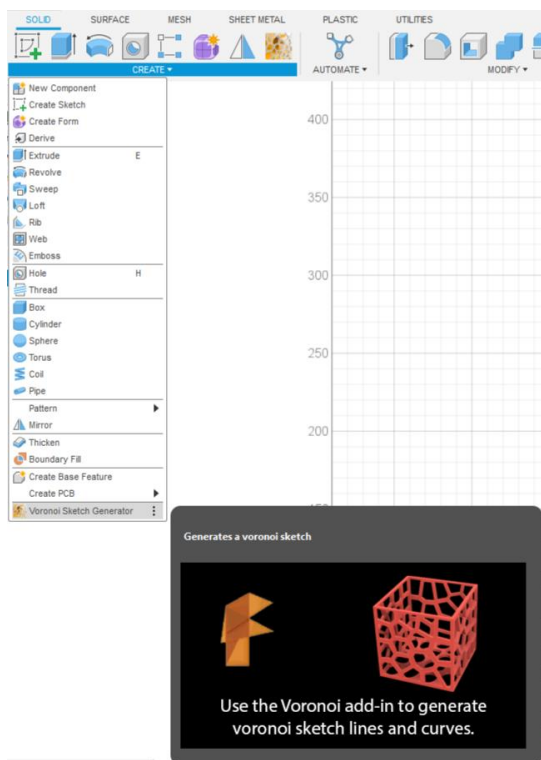 SOLID SURFACE MESH SHEET METAL PLASTIC UTILITIES
CREATE ▾ AUTOMATE ▾ MODIFY ▾
New Component
Create Sketch
Create Form
Derive
Extrude E
Revolve
Sweep
Loft
Rib
Web
Emboss
Hole H
Thread
Box
Cylinder
Sphere
Torus
Coil
Pipe
Pattern
Mirror
Thicken
Boundary Fill
Create Base Feature
Create PCB
Voronoi Sketch Generator
400
350
300
250
200
Generates a voronoi sketch
Use the Voronoi add-in to generate
voronoi sketch lines and curves.